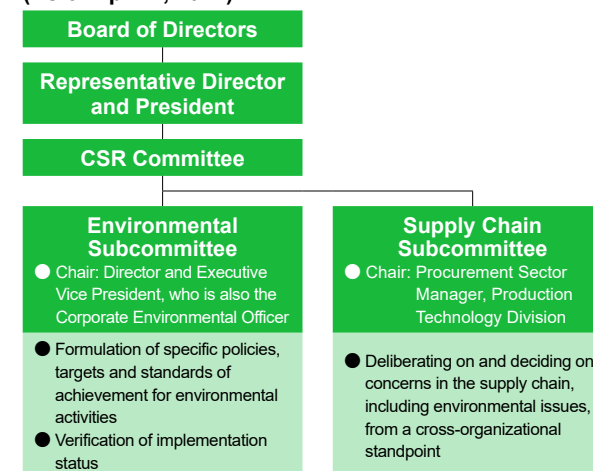 Board of Directors
Representative Director
and President
CSR Committee
Environmental
Subcommittee
● Chair: Director and Executive
Vice President, who is also the
Corporate Environmental Officer
● Formulation of specific policies,
targets and standards of
achievement for environmental
activities
● Verification of implementation
status
Supply Chain
Subcommittee
● Chair: Procurement Sector
Manager, Production
Technology Division
● Deliberating on and deciding on
concerns in the supply chain,
including environmental issues,
from a cross-organizational
standpoint